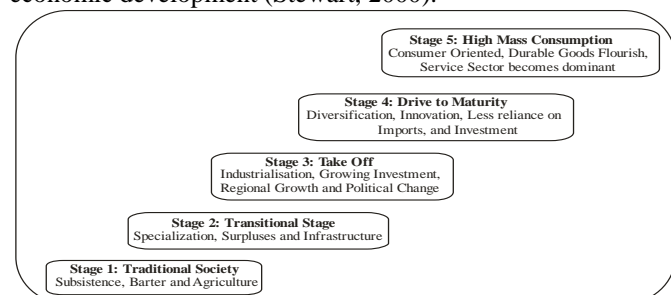 economic development (Stewart, 2000).
Stage 5: High Mass Consumption
Consumer Oriented, Durable Goods Flourish,
Service Sector becomes dominant
Stage 4: Drive to Maturity
Diversification, Innovation, Less reliance on
Imports, and Investment
Stage 3: Take Off
Industrialisation, Growing Investment,
Regional Growth and Political Change
Stage 2: Transitional Stage
Specialization, Surpluses and Infrastructure
Stage 1: Traditional Society
Subsistence, Barter and Agriculture